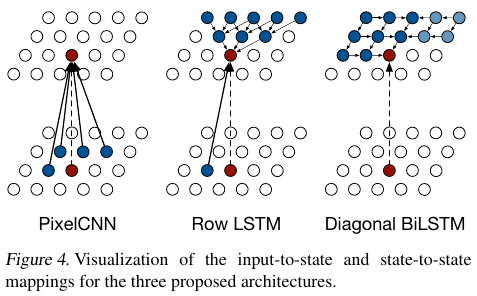 PixelCNN
Row LSTM
Diagonal BiLSTM
Figure 4. Visualization of the input-to-state and state-to-state
mappings for the three proposed architectures.